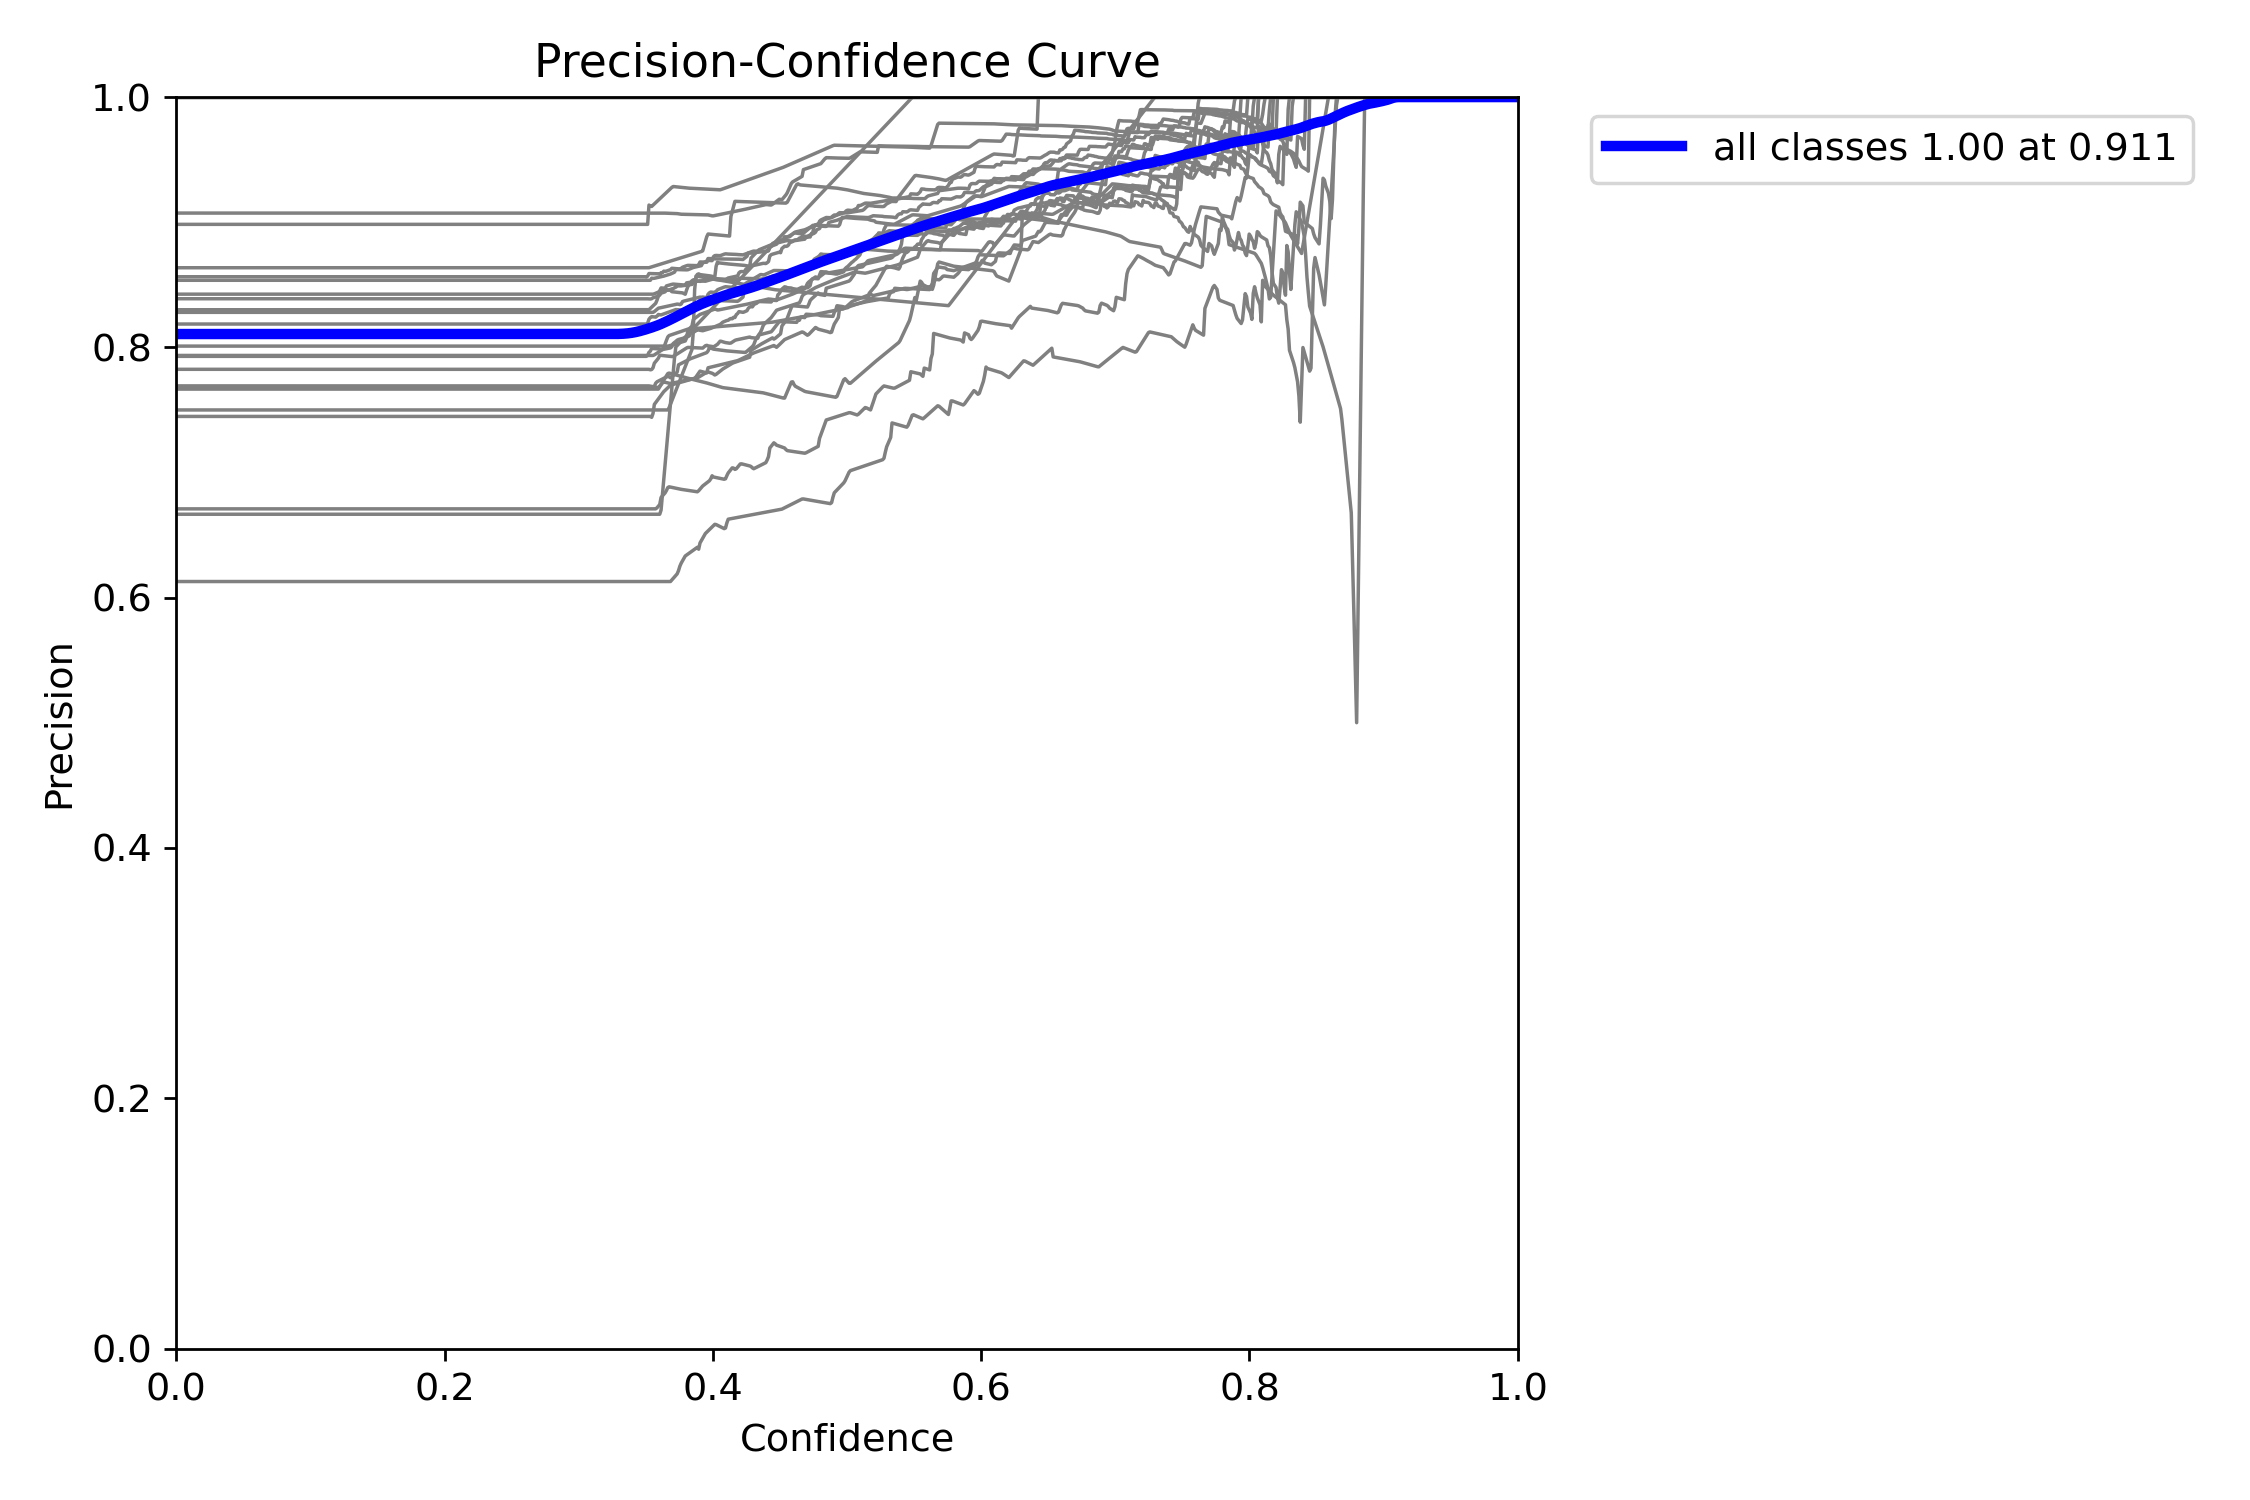 Precision-Confidence Curve
1.0
0.8
0.6
0.4
0.2
0.0
Precision
0.0 0.2 0.4 0.6 0.8 1.0
Confidence
all classes 1.00 at 0.911